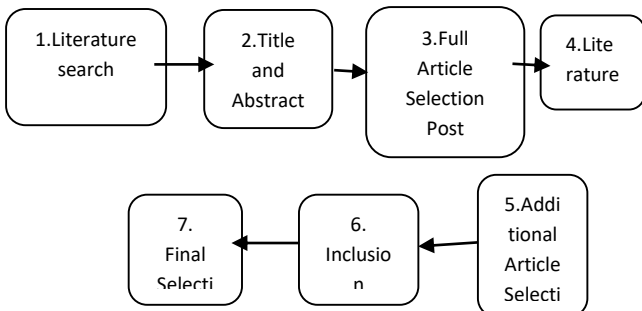 1.Literature
search
2.Title
and
Abstract
3.Full
Article
Selection
Post
4.Lite
rature
5.Addi
tional
Article
Selecti
6.
Inclusio
n
7.
Final
Selecti